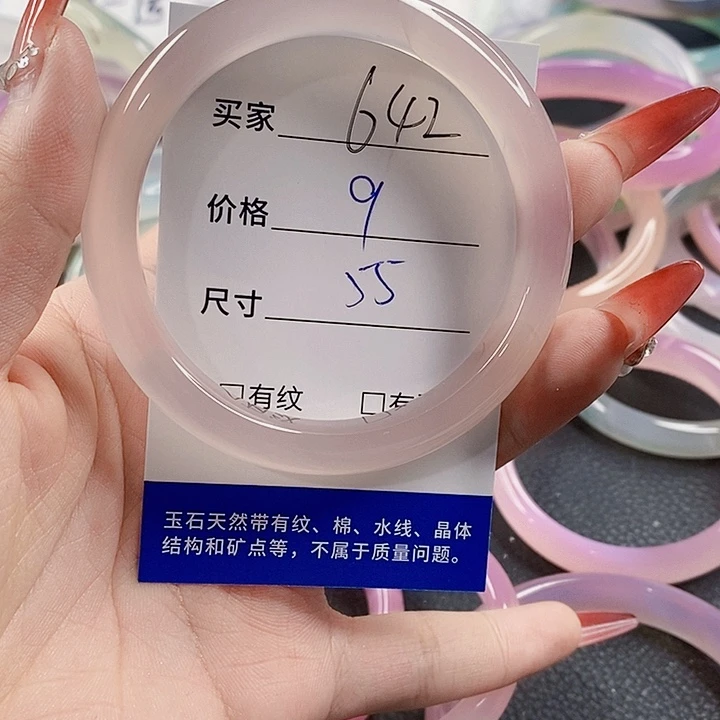 买家 642
价格 9
尺寸 55
□有纹 □有
玉石天然带有纹、棉、水线、晶体
结构和矿点等，不属于质量问题。